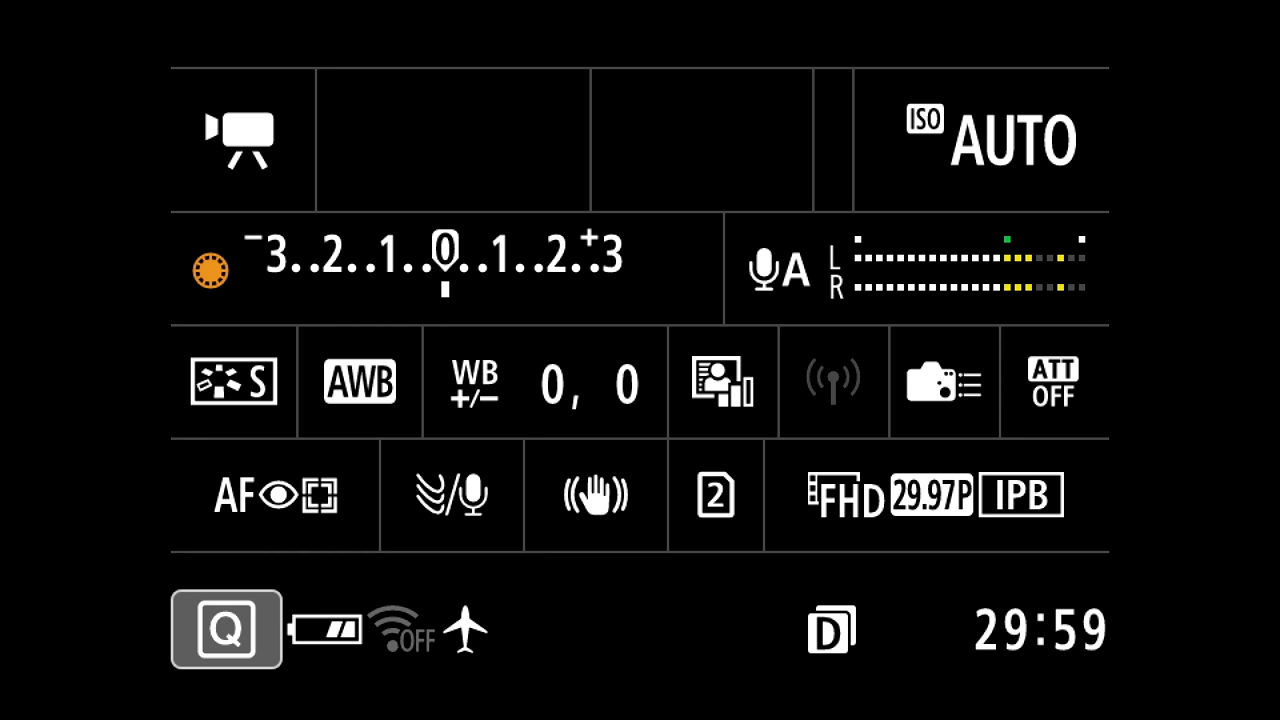 ISO AUTO
−3..2..1..0..1..2..+3
A L
R
S AWB WB +/− 0, 0 ATT OFF
AF 2 FHD 29.97P IPB
Q OFF D 29:59